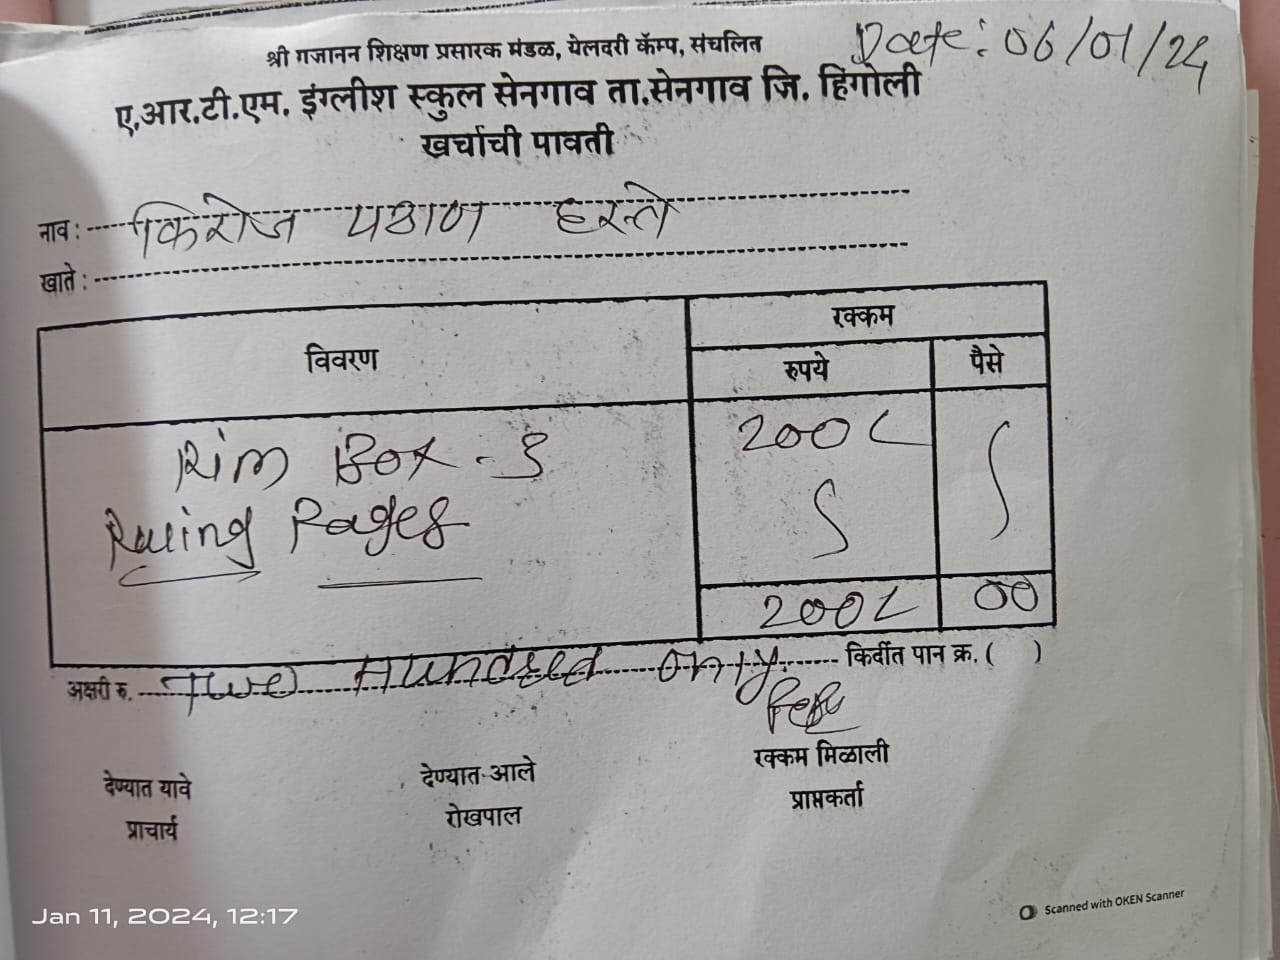 Date: 06/01/24
श्री गजानन शिक्षण प्रसारक मंडळ, येलदरी कॅम्प, संचलित
ए.आर.टी.एम. इंग्लीश स्कुल सेनगाव ता.सेनगाव जि. हिंगोली
खर्चाची पावती
नाव : किरोज पठाण हस्ते
खाते :
विवरण रक्कम
रुपये पैसे
Rim Box - 3 200
Pages
200 00
अक्षरी रु. Two Hundred only किर्दीत पान क्र. ( )
रक्कम मिळाली
देण्यात यावे देण्यात आले प्राप्तकर्ता
प्राचार्य रोखपाल
Jan 11, 2024, 12:17
Scanned with OKEN Scanner